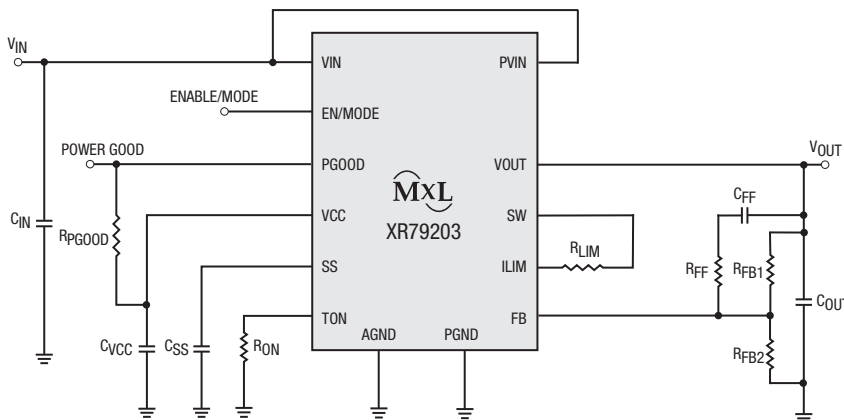 VIN
ENABLE/MODE
POWER GOOD
CIN
RPGOOD
CVCC
CSS
RON
VIN
EN/MODE
PGOOD
VCC
SS
TON
AGND
PGND
MxL
XR79203
PVIN
VOUT
SW
ILIM
FB
RLIM
VOUT
CFF
RFF
RFB1
COUT
RFB2